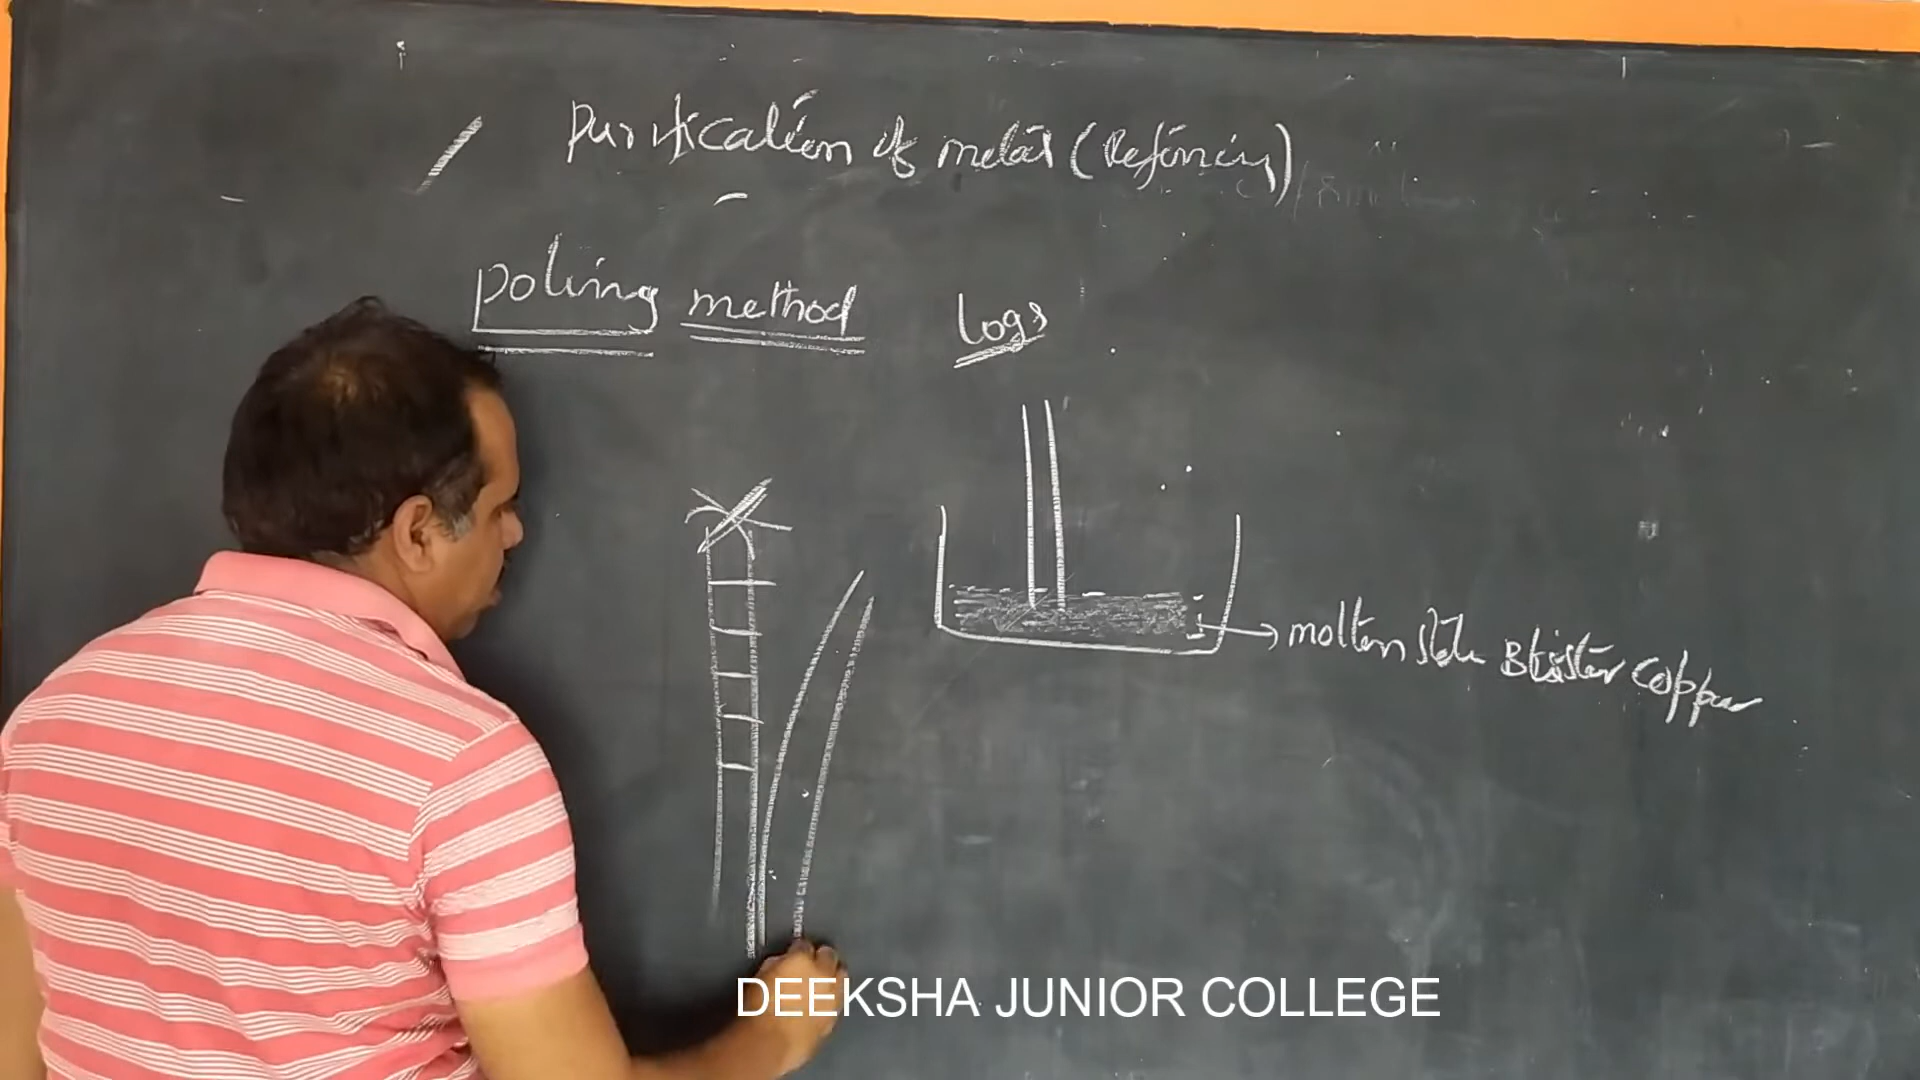 Purification of metal (Refining)
poling method
Logs
molten state Blister Copper
DEEKSHA JUNIOR COLLEGE